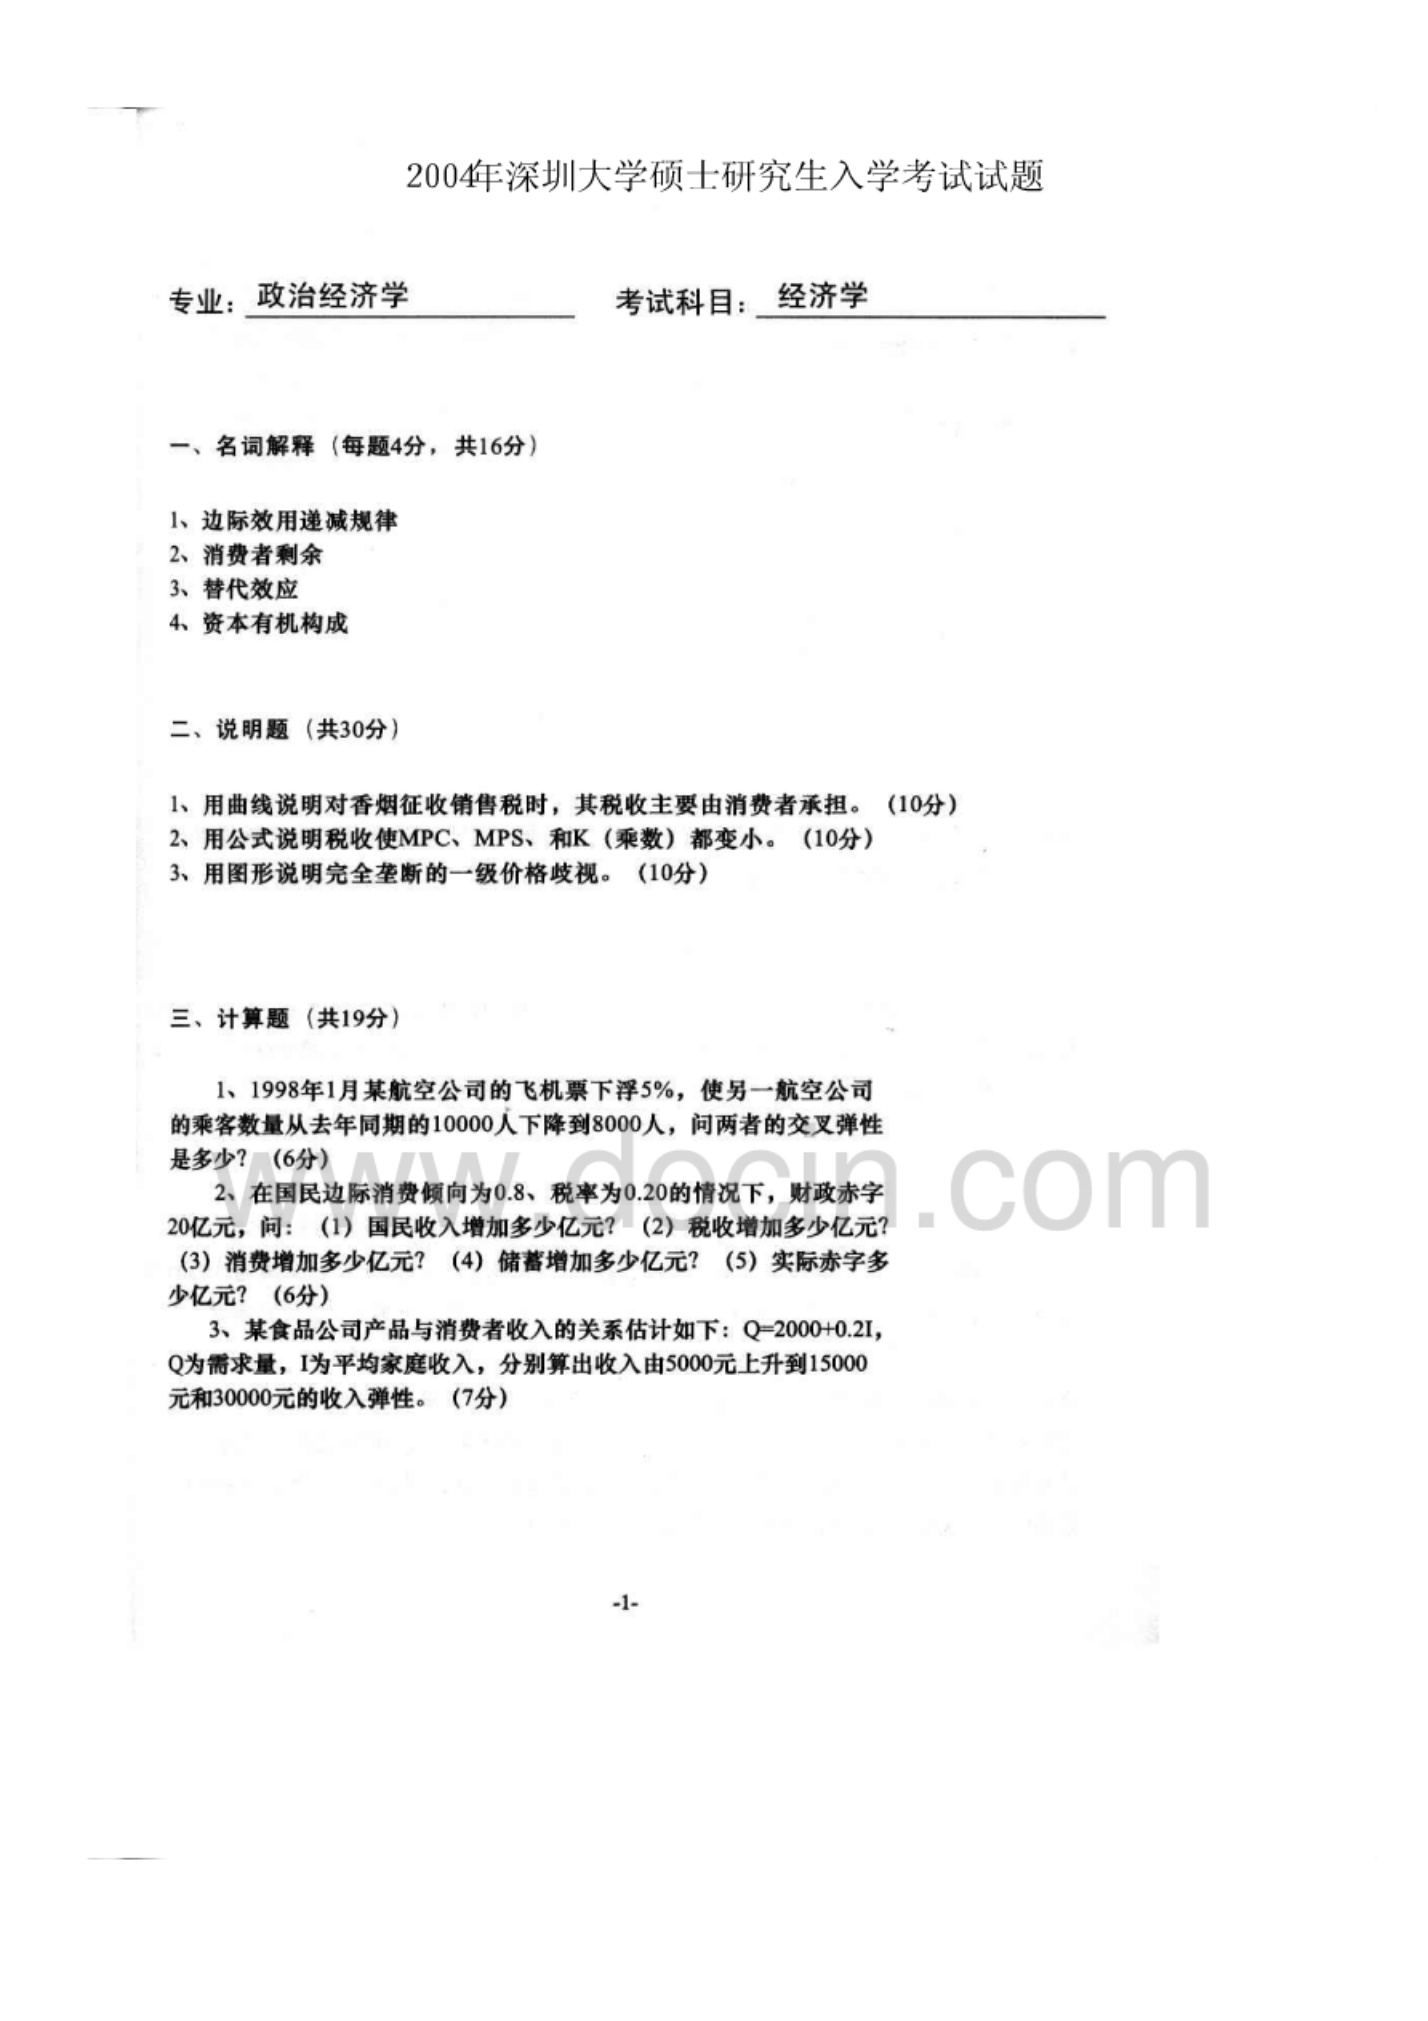 2004年深圳大学硕士研究生入学考试试题
专业: 政治经济学 考试科目: 经济学
一、名词解释（每题4分，共16分）
1、边际效用递减规律
2、消费者剩余
3、替代效应
4、资本有机构成
二、说明题（共30分）
1、用曲线说明对香烟征收销售税时，其税收主要由消费者承担。（10分）
2、用公式说明税收使MPC、MPS、和K（乘数）都变小。（10分）
3、用图形说明完全垄断的一级价格歧视。（10分）
三、计算题（共19分）
1、1998年1月某航空公司的飞机票下浮5%，使另一航空公司
的乘客数量从去年同期的10000人下降到8000人，问两者的交叉弹性
是多少？（6分）
www.docin.com
2、在国民边际消费倾向为0.8、税率为0.20的情况下，财政赤字
20亿元，问：（1）国民收入增加多少亿元？（2）税收增加多少亿元？
（3）消费增加多少亿元？（4）储蓄增加多少亿元？（5）实际赤字多
少亿元？（6分）
3、某食品公司产品与消费者收入的关系估计如下：Q=2000+0.2I，
Q为需求量，I为平均家庭收入，分别算出收入由5000元上升到15000
元和30000元的收入弹性。（7分）
-1-